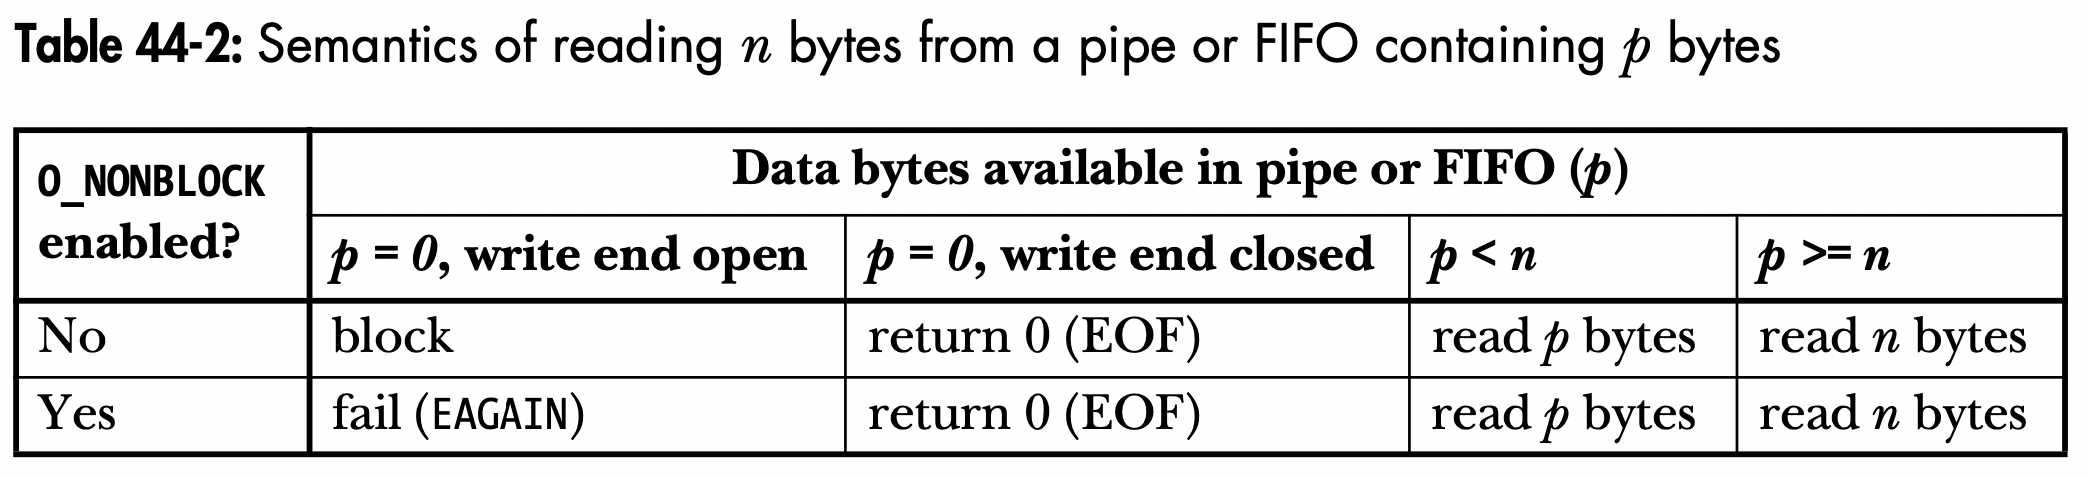 Table 44-2: Semantics of reading n bytes from a pipe or FIFO containing p bytes
O_NONBLOCK enabled?
Data bytes available in pipe or FIFO (p)
p = 0, write end open p = 0, write end closed p < n p >= n
No block return 0 (EOF) read p bytes read n bytes
Yes fail (EAGAIN) return 0 (EOF) read p bytes read n bytes